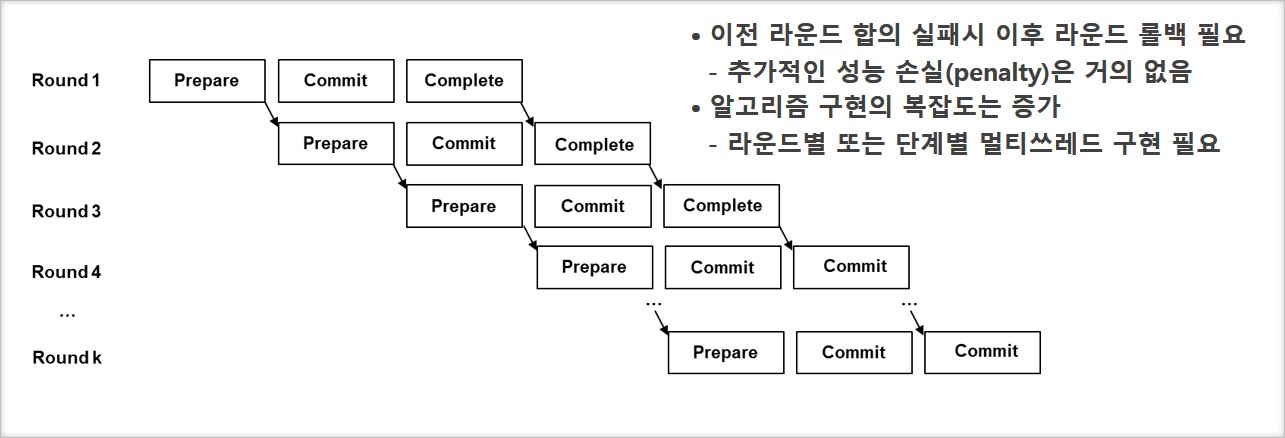 • 이전 라운드 합의 실패시 이후 라운드 롤백 필요
- 추가적인 성능 손실(penalty)은 거의 없음
• 알고리즘 구현의 복잡도는 증가
- 라운드별 또는 단계별 멀티쓰레드 구현 필요
Round 1 Prepare Commit Complete
Round 2 Prepare Commit Complete
Round 3 Prepare Commit Complete
Round 4 Prepare Commit Commit
... ... ...
Round k Prepare Commit Commit